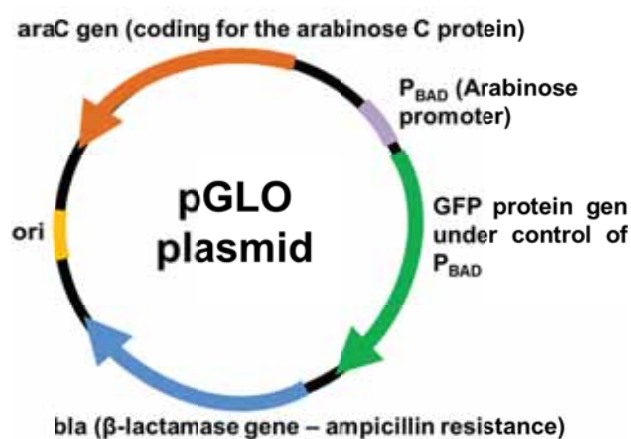 araC gen (coding for the arabinose C protein)
PBAD (Arabinose
promoter)
pGLO
plasmid
ori
GFP protein gen
under control of
PBAD
bla (β-lactamase gene – ampicillin resistance)